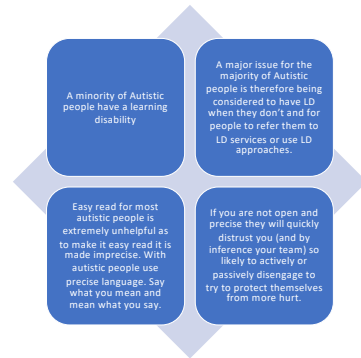 A minority of Autistic
people have a learning
disability
A major issue for the
majority of Autistic
people is therefore being
considered to have LD
when they don't and for
people to refer them to
LD services or use LD
approaches.
Easy read for most
autistic people is
extremely unhelpful as
to make it easy read it is
made imprecise. With
autistic people use
precise language. Say
what you mean and
mean what you say.
If you are not open and
precise they will quickly
distrust you (and by
inference your team) so
likely to actively or
passively disengage to
try to protect themselves
from more hurt.